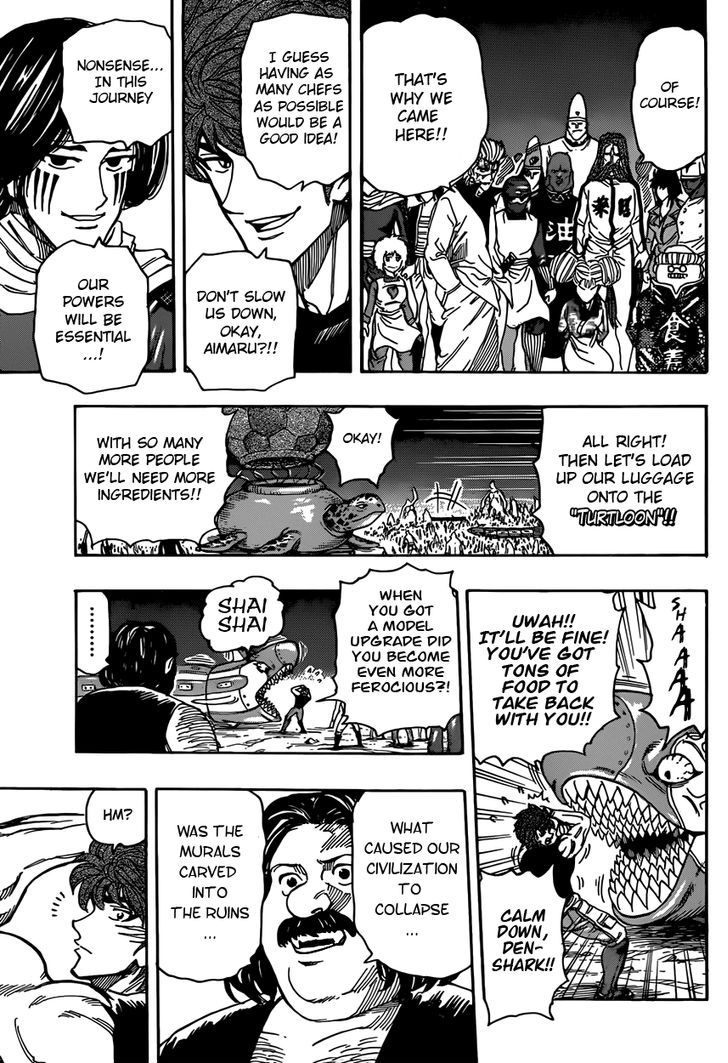 OF
COURSE!
THAT'S
WHY WE
CAME
HERE!!
I GUESS
HAVING AS
MANY CHEFS
AS POSSIBLE
WOULD BE A
GOOD IDEA!
DON'T SLOW
US DOWN,
OKAY,
AIMARU?!!
NONSENSE...
IN THIS
JOURNEY
OUR
POWERS
WILL BE
ESSENTIAL
...!
油
来
食
寿
ALL RIGHT!
THEN LET'S LOAD
UP OUR LUGGAGE
ONTO THE
"TURTLOON"!!
OKAY!
WITH SO MANY
MORE PEOPLE
WE'LL NEED MORE
INGREDIENTS!!
SHAAAA
UWAH!!
IT'LL BE FINE!
YOU'VE GOT
TONS OF
FOOD TO
TAKE BACK
WITH YOU!!
CALM
DOWN,
DEN-
SHARK!!
WHEN
YOU GOT
A MODEL
UPGRADE DID
YOU BECOME
EVEN MORE
FEROCIOUS?!
SHAI
SHAI
........
WHAT
CAUSED OUR
CIVILIZATION
TO
COLLAPSE
...
WAS THE
MURALS
CARVED
INTO
THE RUINS
...
HM?